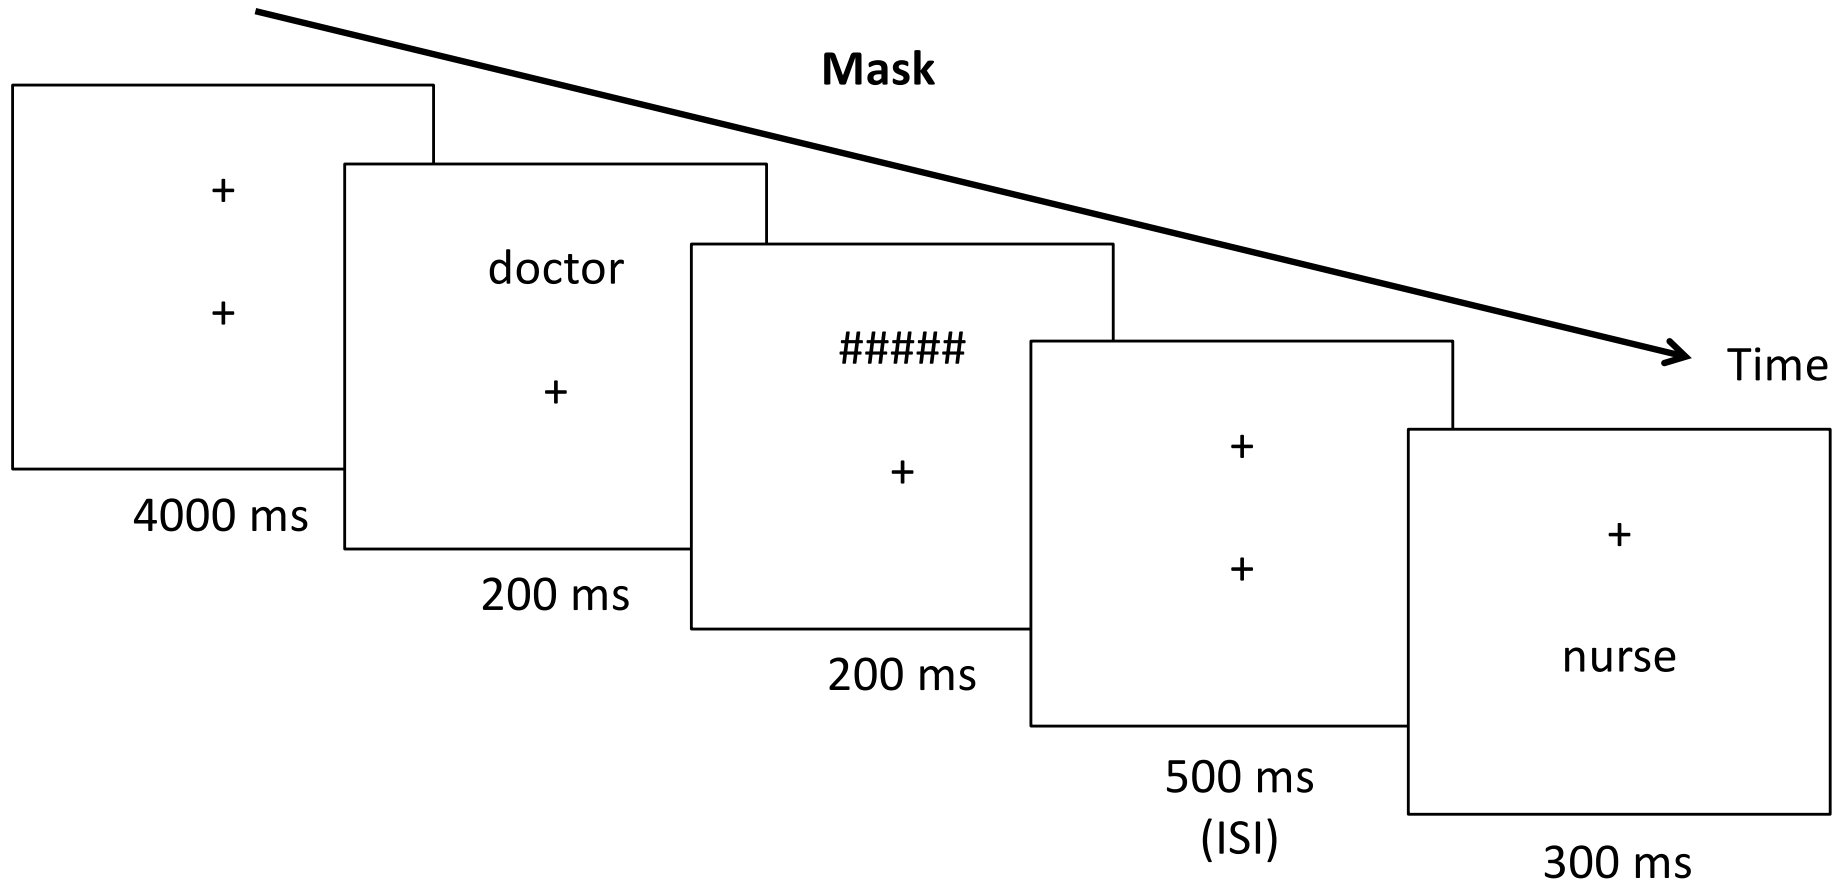 Mask
Time
+
+
4000 ms
doctor
+
200 ms
#####
+
200 ms
+
+
500 ms
(ISI)
+
nurse
300 ms